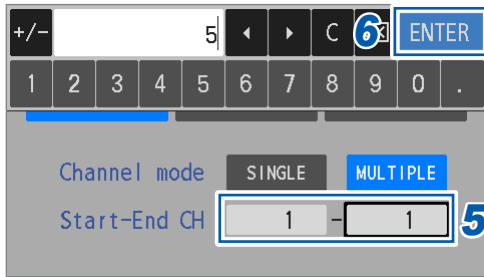 +/- 5 ◀ ▶ C 6 ENTER
1 2 3 4 5 6 7 8 9 0 .
Channel mode SINGLE MULTIPLE
Start-End CH 1 - 1 5